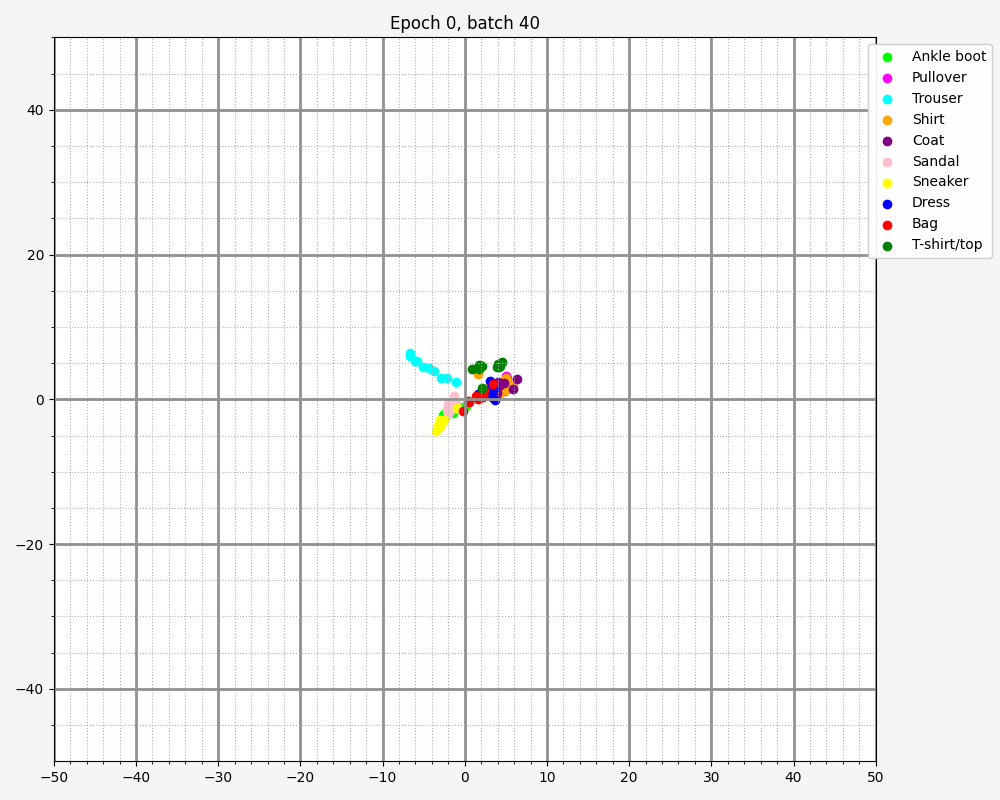 Epoch 0, batch 40
Ankle boot
Pullover
Trouser
Shirt
Coat
Sandal
Sneaker
Dress
Bag
T-shirt/top
40
20
0
−20
−40
−50 −40 −30 −20 −10 0 10 20 30 40 50